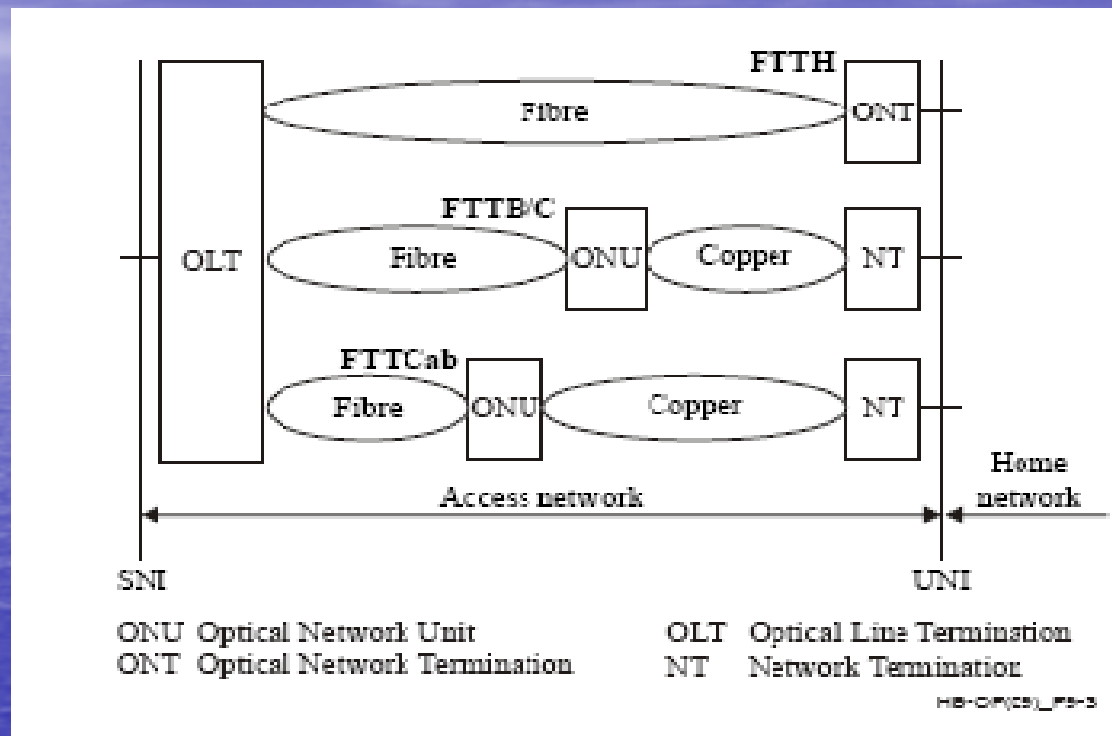 FTTH
Fibre
ONT
FTTB/C
OLT
Fibre
ONU
Copper
NT
FTTCab
Fibre
ONU
Copper
NT
Home
network
Access network
SNI
UNI
ONU Optical Network Unit
ONT Optical Network Termination
OLT Optical Line Termination
NT Network Termination